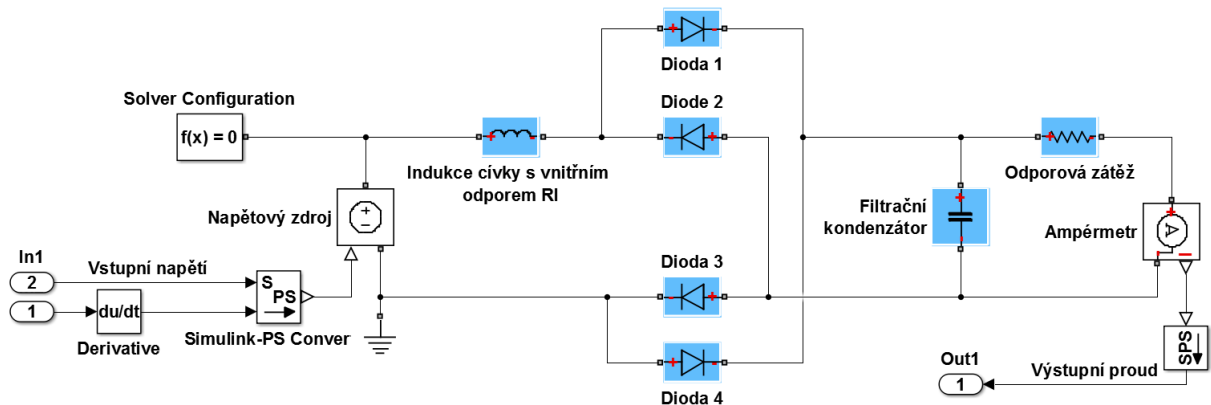 Dioda 1
Solver Configuration
f(x) = 0
Diode 2
Indukce cívky s vnitřním
odporem RI
Odporová zátěž
Napěťový zdroj
Filtrační
kondenzátor
Ampérmetr
A
In1
2
Vstupní napětí
1
du/dt
Derivative
S
PS
Simulink-PS Conver
Dioda 3
Dioda 4
SPS
Out1
1
Výstupní proud